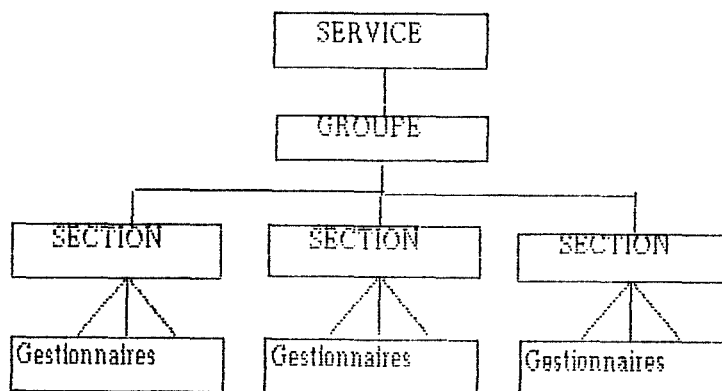 SERVICE
GROUPE
SECTION
SECTION
SECTION
Gestionnaires
Gestionnaires
Gestionnaires